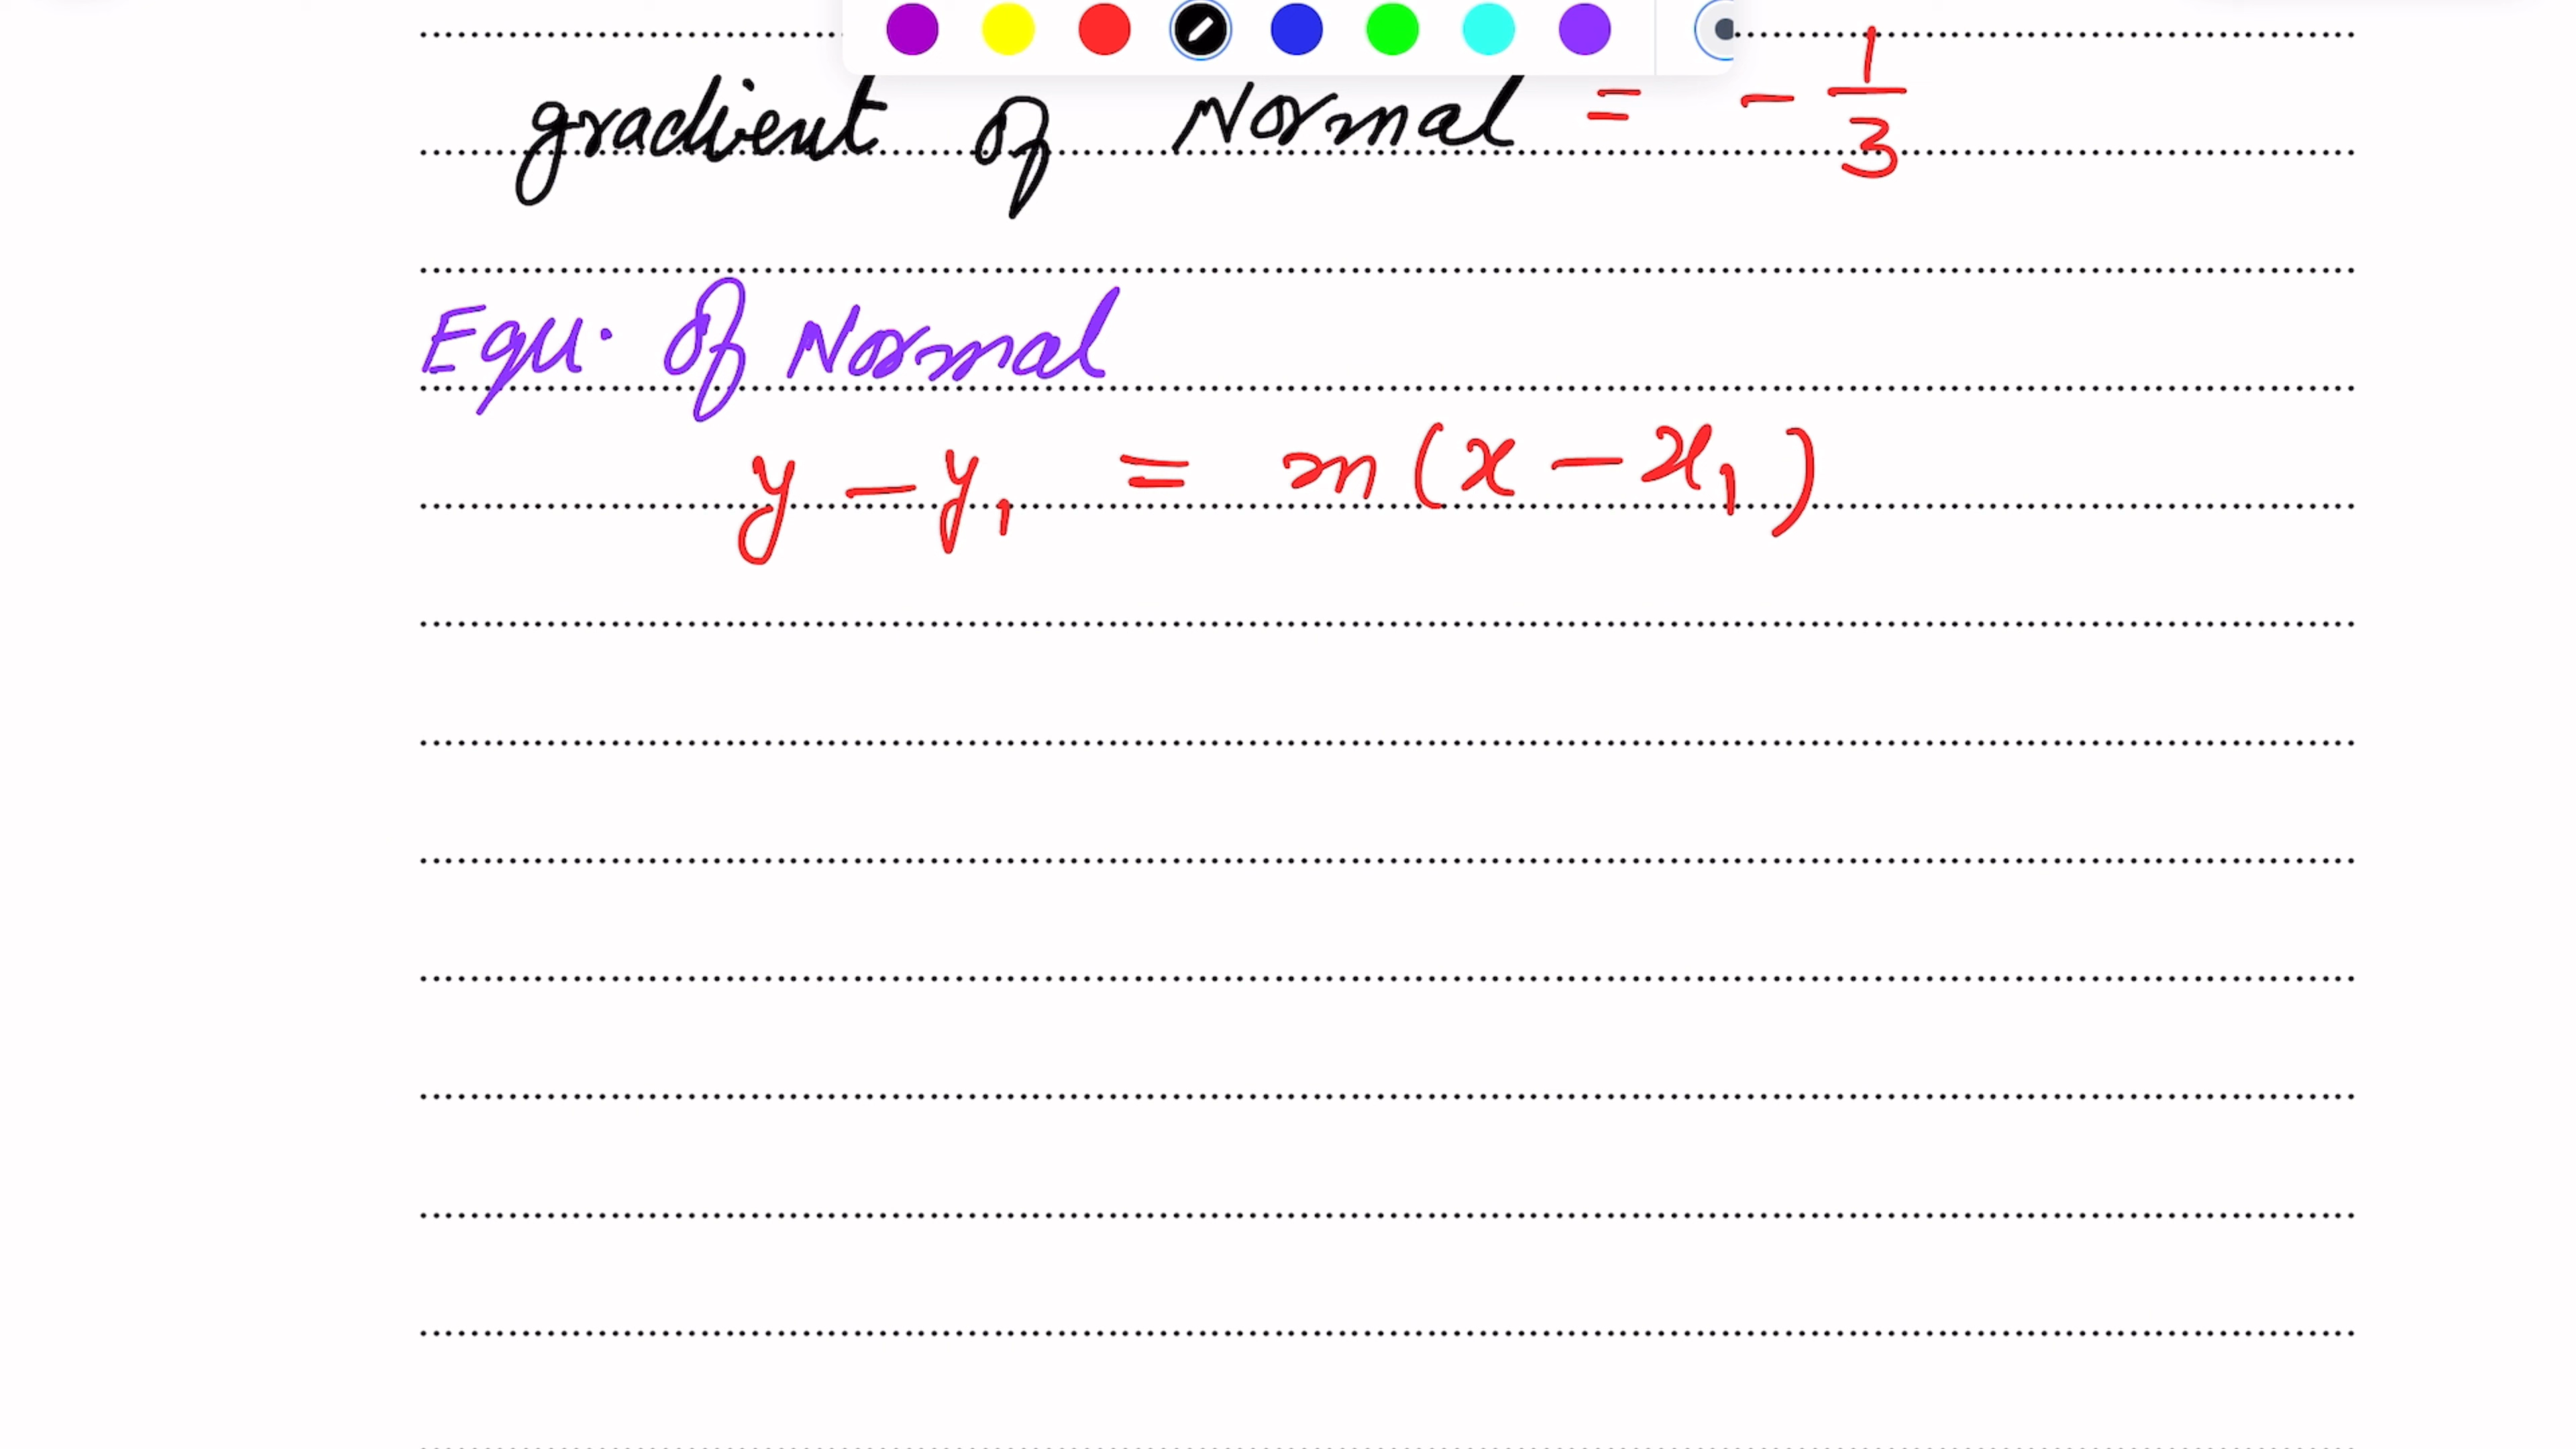 gradient of Normal = - 1/3
Equ. Of Normal
y - y₁ = m(x - x₁)